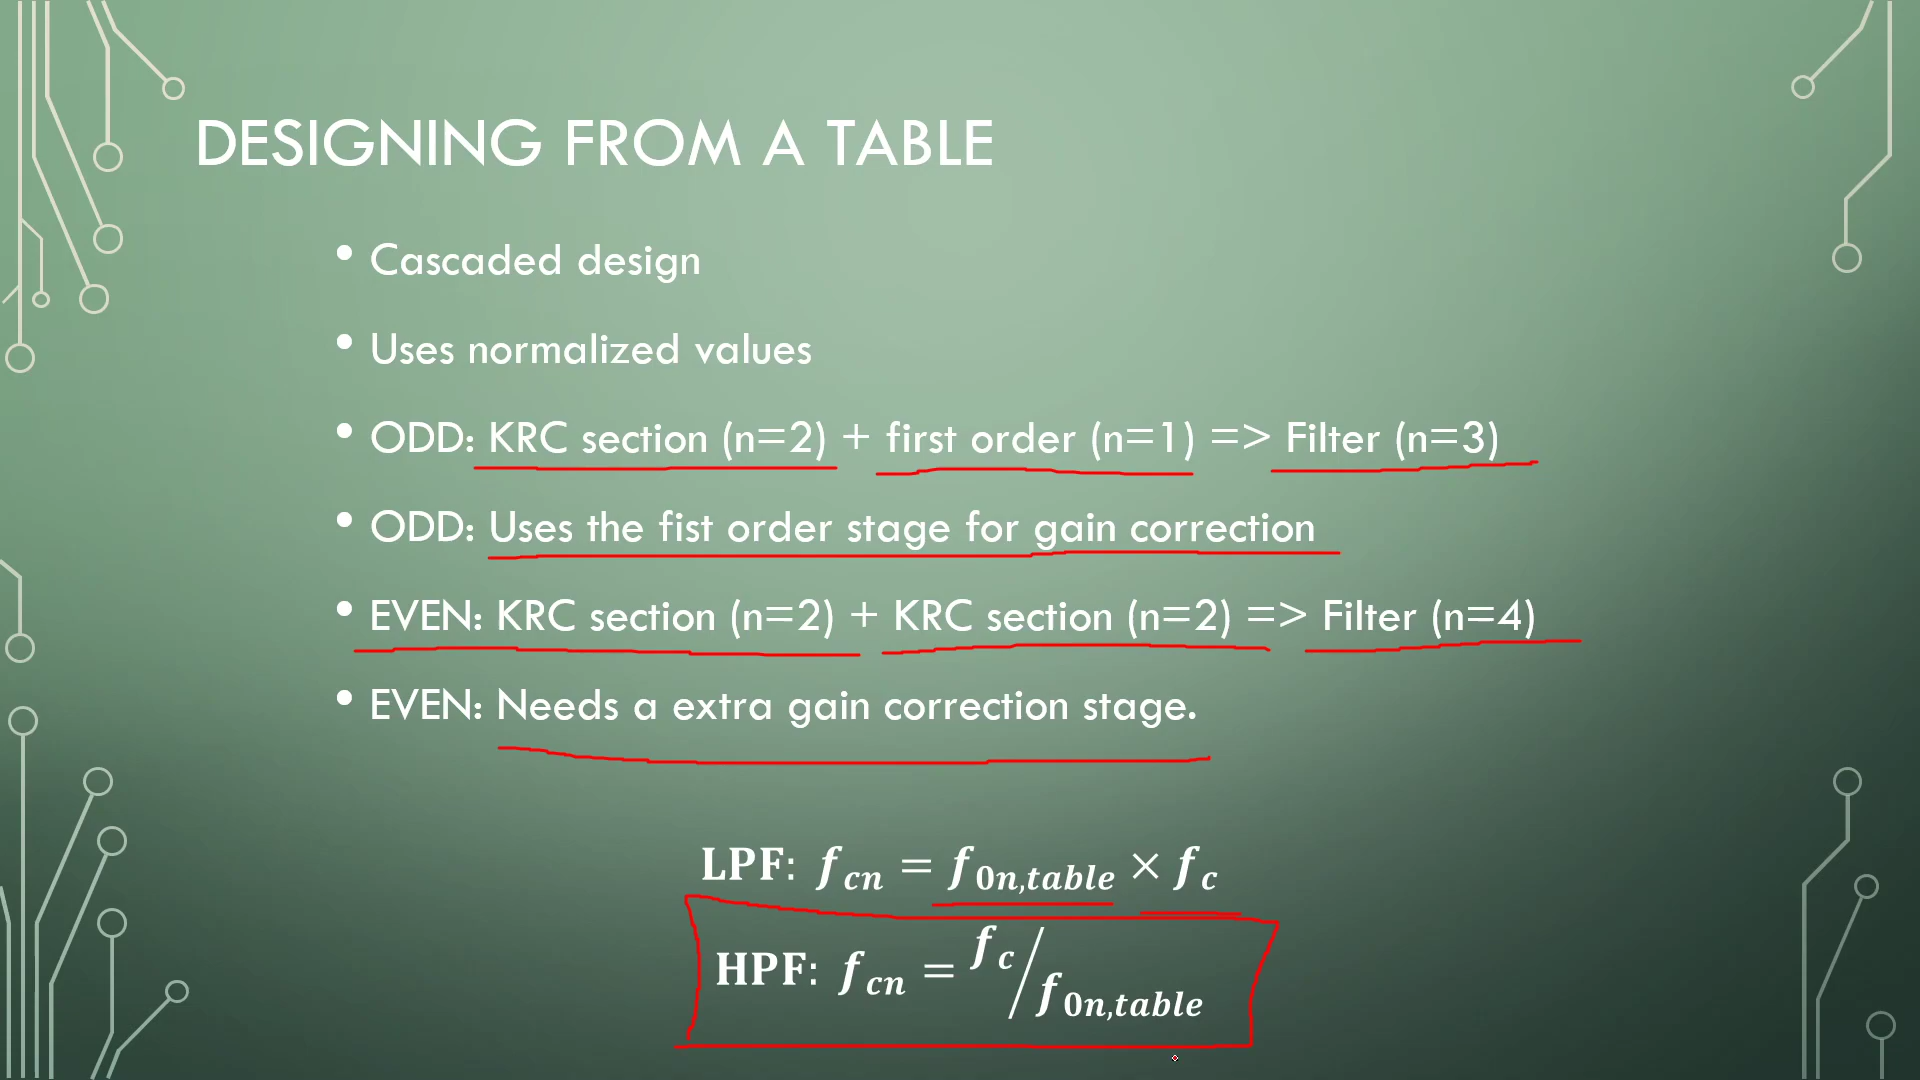 DESIGNING FROM A TABLE
• Cascaded design
• Uses normalized values
• ODD: KRC section (n=2) + first order (n=1) => Filter (n=3)
• ODD: Uses the fist order stage for gain correction
• EVEN: KRC section (n=2) + KRC section (n=2) => Filter (n=4)
• EVEN: Needs a extra gain correction stage.
LPF: f_cn = f_0n,table × f_c
HPF: f_cn = f_c/f_0n,table